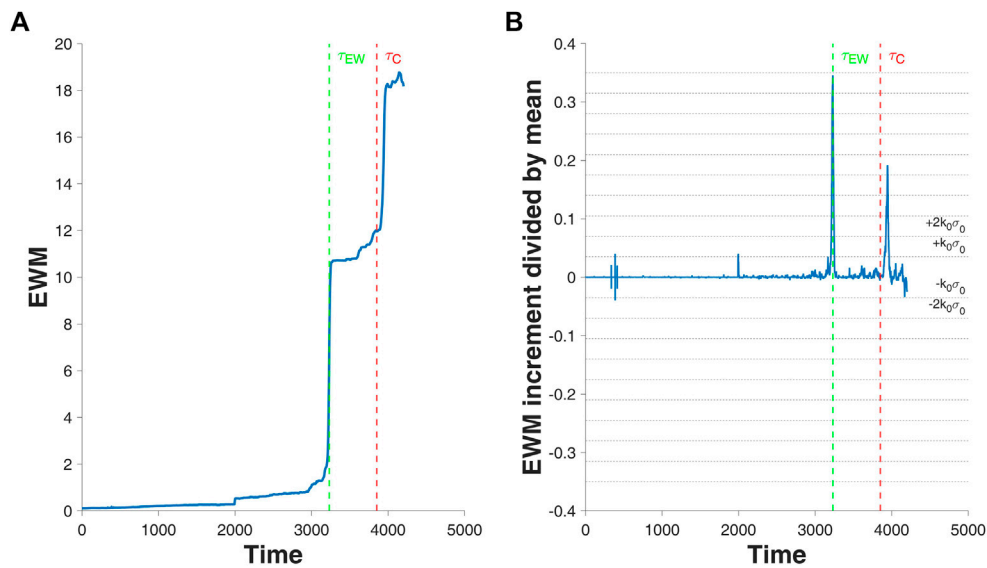 A
B
20
18
16
14
12
10
8
6
4
2
0
EWM
τEW
τC
0
1000
2000
3000
4000
5000
Time
0.4
0.3
0.2
0.1
0
-0.1
-0.2
-0.3
-0.4
EWM increment divided by mean
τEW
τC
+2k0σ0
+k0σ0
-k0σ0
-2k0σ0
0
1000
2000
3000
4000
5000
Time